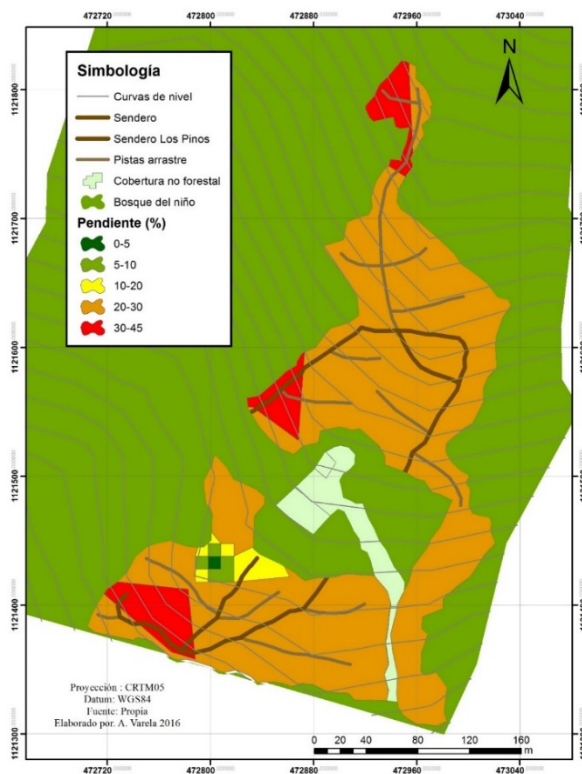 472720 472800 472880 472960 473040
N
Simbología
Curvas de nivel
Sendero
Sendero Los Pinos
Pistas arrastre
Cobertura no forestal
Bosque del niño
Pendiente (%)
0-5
5-10
10-20
20-30
30-45
1121800
1121700
1121600
1121500
1121400
1121300
Proyección : CRTM05
Datum: WGS84
Fuente: Propia
Elaborado por. A. Varela 2016
0 20 40 80 120 160
m
472720 472800 472880 472960 473040